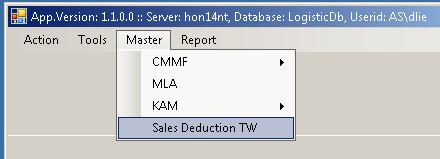 App.Version: 1.1.0.0 :: Server: hon14nt, Database: LogisticDb, Userid: AS\dlie
Action Tools Master Report
CMMF
MLA
KAM
Sales Deduction TW